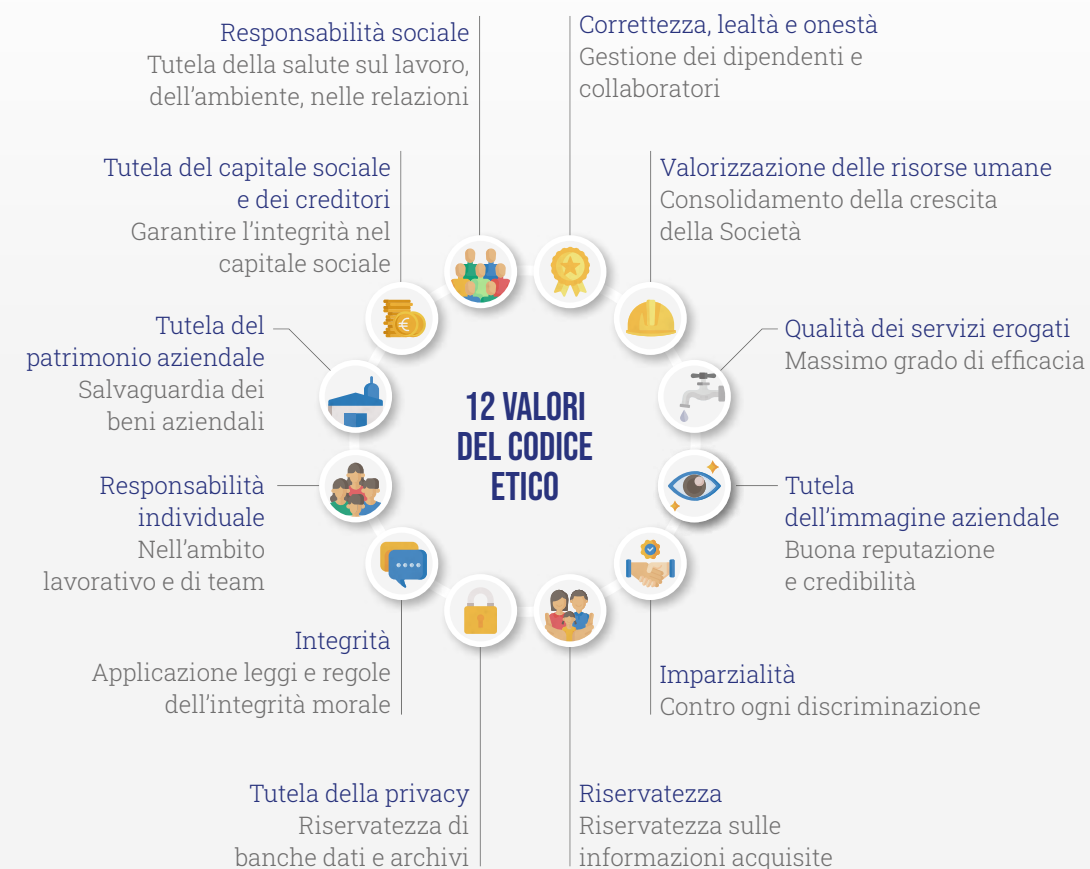 Responsabilità sociale
Tutela della salute sul lavoro,
dell'ambiente, nelle relazioni
Correttezza, lealtà e onestà
Gestione dei dipendenti e
collaboratori
Tutela del capitale sociale
e dei creditori
Garantire l'integrità nel
capitale sociale
Valorizzazione delle risorse umane
Consolidamento della crescita
della Società
Tutela del
patrimonio aziendale
Salvaguardia dei
beni aziendali
Qualità dei servizi erogati
Massimo grado di efficacia
12 VALORI
DEL CODICE
ETICO
Responsabilità
individuale
Nell'ambito
lavorativo e di team
Tutela
dell'immagine aziendale
Buona reputazione
e credibilità
Integrità
Applicazione leggi e regole
dell'integrità morale
Imparzialità
Contro ogni discriminazione
Tutela della privacy
Riservatezza di
banche dati e archivi
Riservatezza
Riservatezza sulle
informazioni acquisite